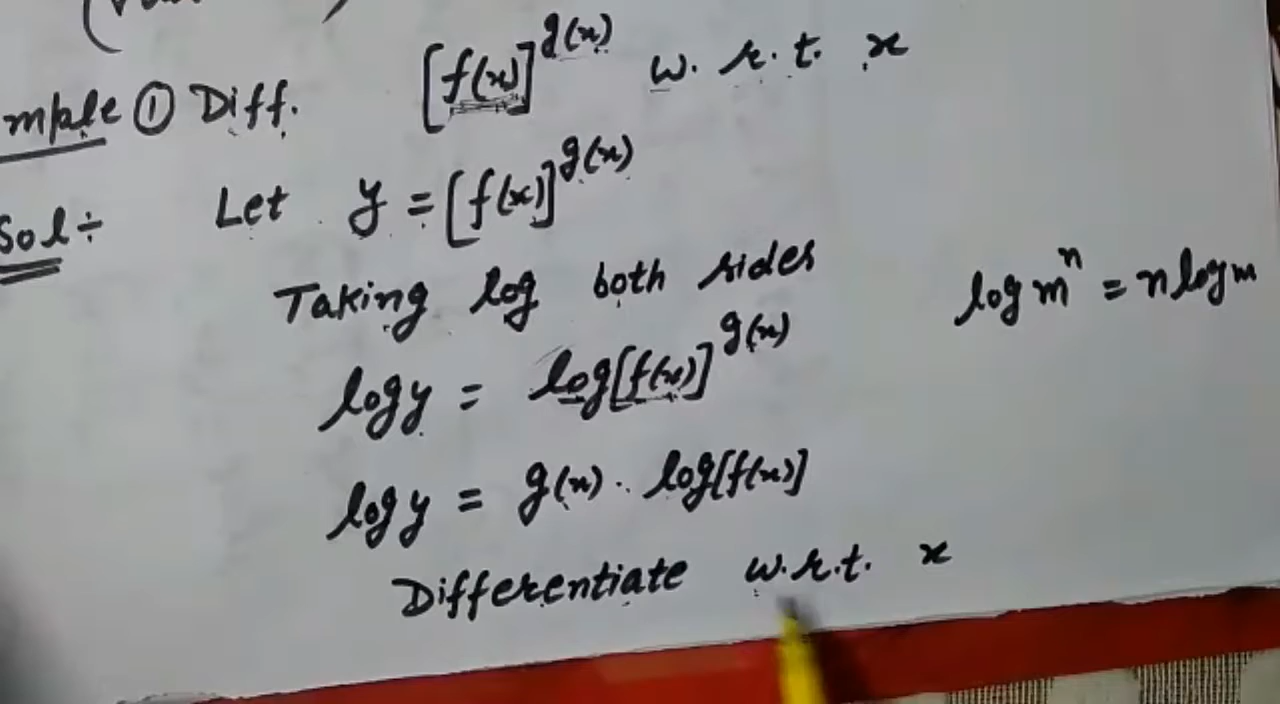 mple ① Diff. [f(x)]^g(x) w.r.t. x
Sol÷ Let y = [f(x)]^g(x)
Taking log both sides
log m^n = n log m
log y = log[f(x)]^g(x)
log y = g(x). log[f(x)]
Differentiate w.r.t. x